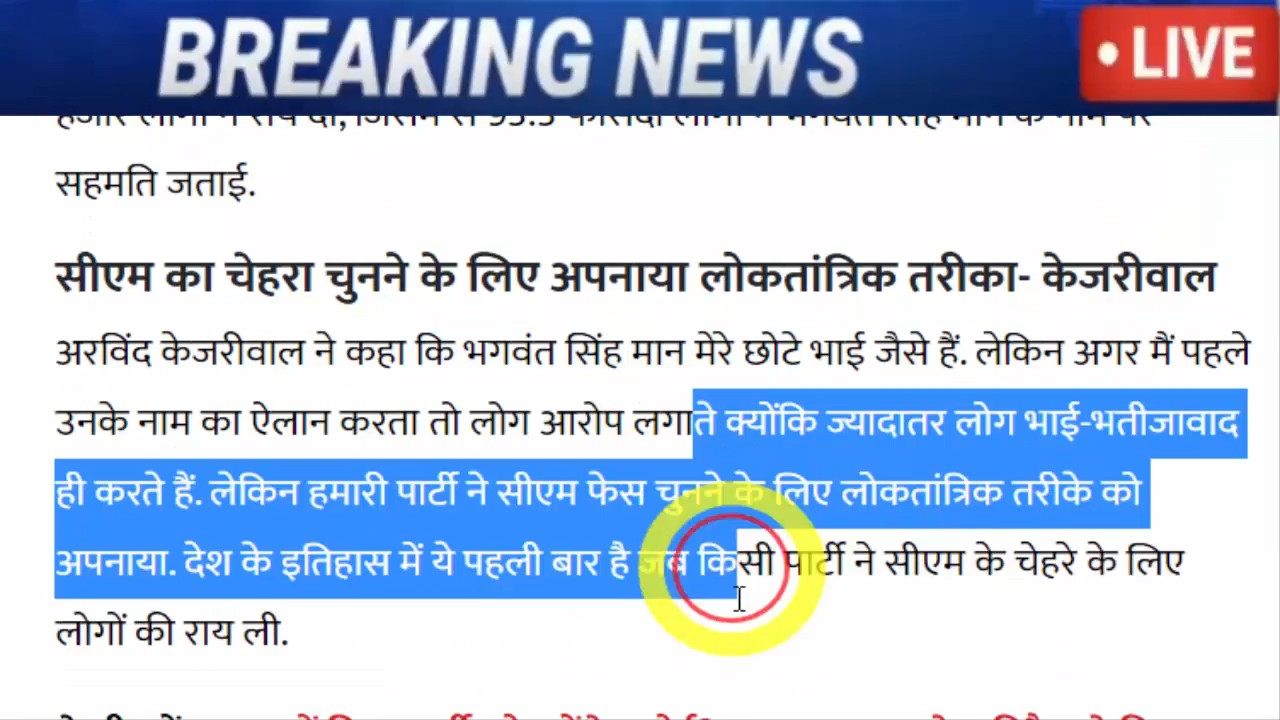 BREAKING NEWS
• LIVE
सहमति जताई.
सीएम का चेहरा चुनने के लिए अपनाया लोकतांत्रिक तरीका- केजरीवाल
अरविंद केजरीवाल ने कहा कि भगवंत सिंह मान मेरे छोटे भाई जैसे हैं. लेकिन अगर मैं पहले
उनके नाम का ऐलान करता तो लोग आरोप लगाते क्योंकि ज्यादातर लोग भाई-भतीजावाद
ही करते हैं. लेकिन हमारी पार्टी ने सीएम फेस चुनने के लिए लोकतांत्रिक तरीके को
अपनाया. देश के इतिहास में ये पहली बार है जब किसी पार्टी ने सीएम के चेहरे के लिए
लोगों की राय ली.